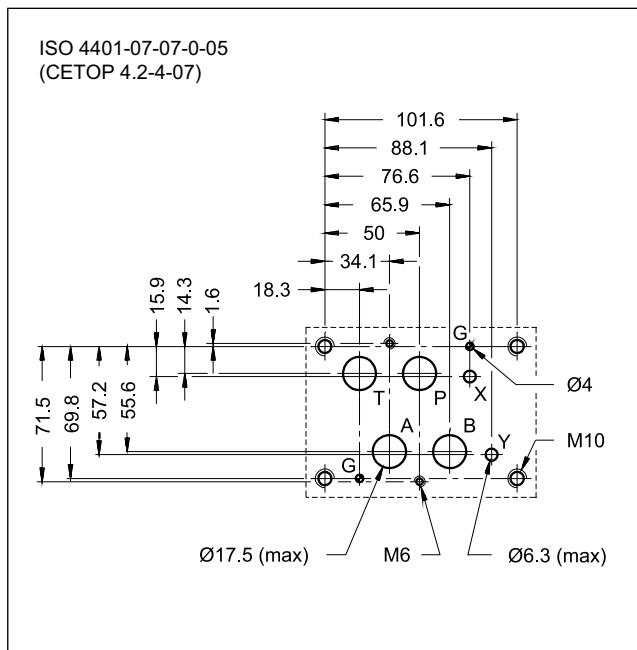 ISO 4401-07-07-0-05
(CETOP 4.2-4-07)
101.6
88.1
76.6
65.9
50
34.1
18.3
15.9
14.3
1.6
G
Ø4
X
T
P
71.5
69.8
57.2
55.6
A
B
Y
M10
G
Ø17.5 (max)
M6
Ø6.3 (max)